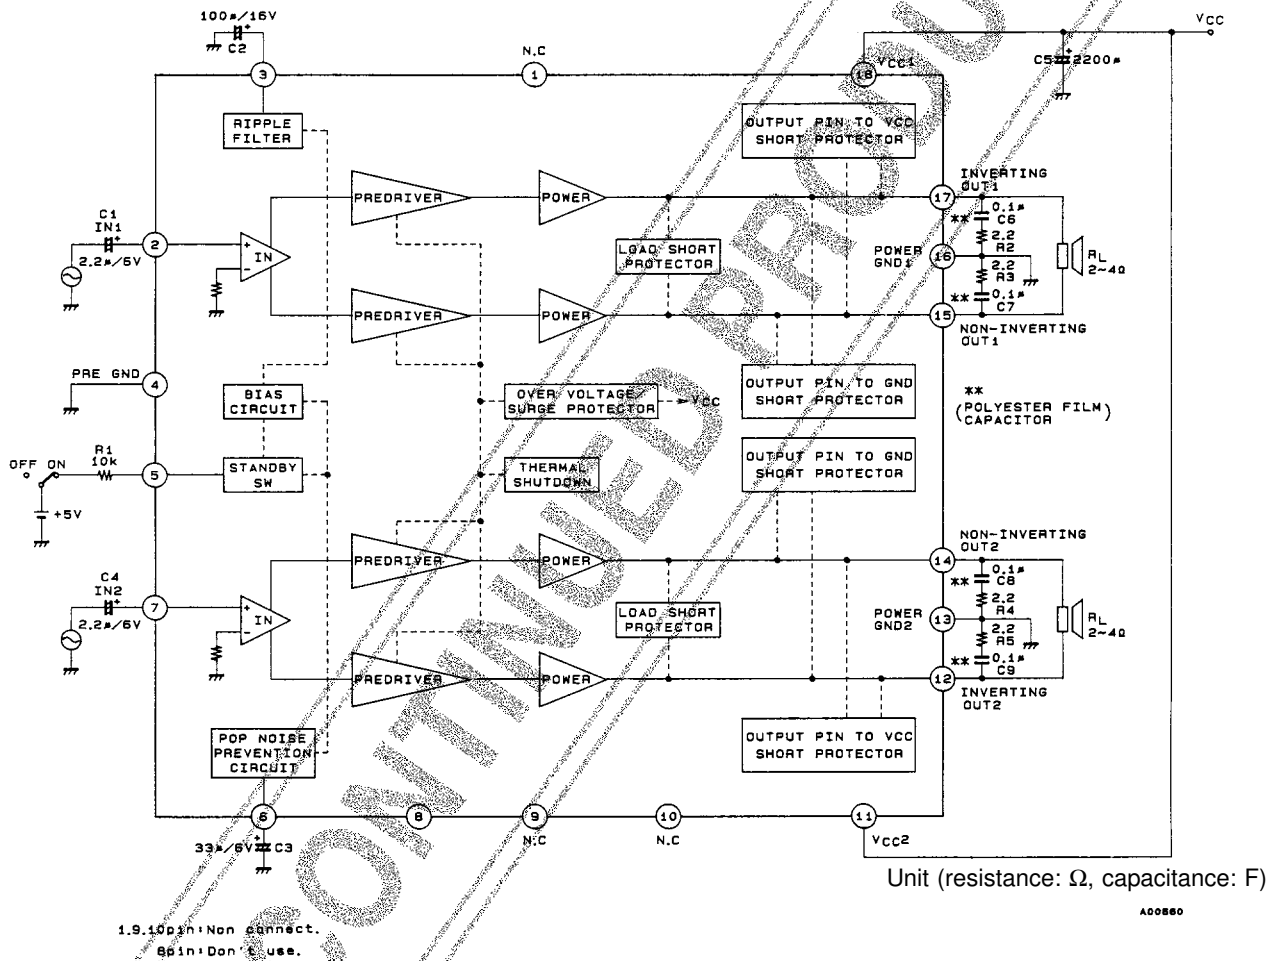 100μ/16V
C2
N.C
VCC
3
1
18
VCC1
C5
2200μ
RIPPLE
FILTER
OUTPUT PIN TO VCC
SHORT PROTECTOR
PREDRIVER
POWER
17
INVERTING
OUT1
C1
IN1
2
2.2μ/6V
+
−
IN
LOAD SHORT
PROTECTOR
POWER
GND1
16
**
0.1μ
C6
2.2
R2
2.2
R3
**
0.1μ
C7
RL
2~4Ω
PREDRIVER
POWER
15
NON-INVERTING
OUT1
PRE GND
4
BIAS
CIRCUIT
OVER VOLTAGE/
SURGE PROTECTOR
VCC
OUTPUT PIN TO GND
SHORT PROTECTOR
**
(POLYESTER FILM)
CAPACITOR
OFF ON
R1
10k
5
STANDBY
SW
THERMAL
SHUTDOWN
OUTPUT PIN TO GND
SHORT PROTECTOR
+5V
PREDRIVER
POWER
14
NON-INVERTING
OUT2
C4
IN2
7
2.2μ/6V
+
−
IN
LOAD SHORT
PROTECTOR
POWER
GND2
13
**
0.1μ
C8
2.2
R4
2.2
R5
**
0.1μ
C9
RL
2~4Ω
PREDRIVER
POWER
12
INVERTING
OUT2
POP NOISE
PREVENTION
CIRCUIT
OUTPUT PIN TO VCC
SHORT PROTECTOR
6
8
9
10
11
33μ/6V
C3
N.C
N.C
VCC2
Unit (resistance: Ω, capacitance: F)
A00860
1.9.10pin:Non connect.
8pin:Don't use.
CONTINUED PRODU